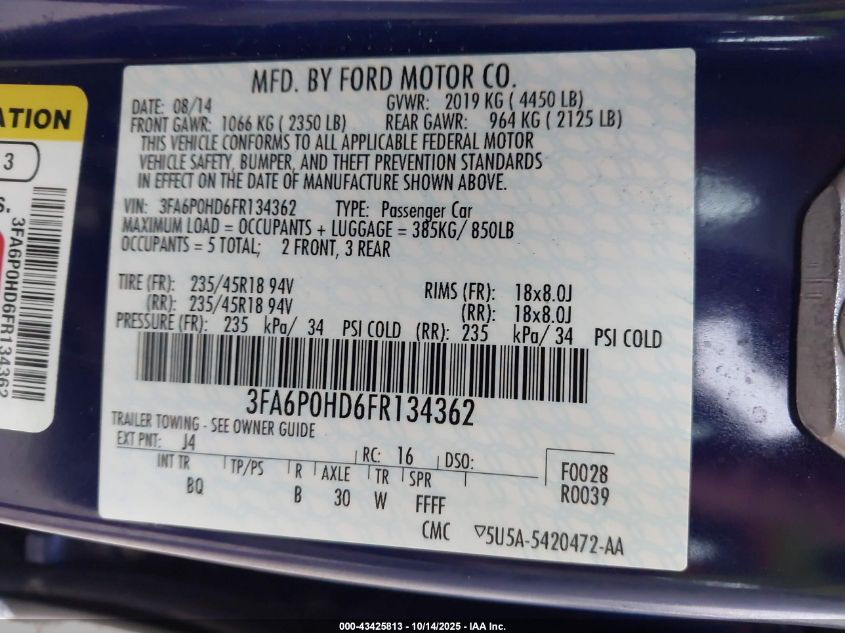 MFD. BY FORD MOTOR CO.
DATE: 08/14 GVWR: 2019 KG ( 4450 LB)
FRONT GAWR: 1066 KG ( 2350 LB) REAR GAWR: 964 KG ( 2125 LB)
THIS VEHICLE CONFORMS TO ALL APPLICABLE FEDERAL MOTOR
VEHICLE SAFETY, BUMPER, AND THEFT PREVENTION STANDARDS
IN EFFECT ON THE DATE OF MANUFACTURE SHOWN ABOVE.
VIN: 3FA6P0HD6FR134362 TYPE: Passenger Car
MAXIMUM LOAD = OCCUPANTS + LUGGAGE = 385KG/ 850LB
OCCUPANTS = 5 TOTAL; 2 FRONT, 3 REAR
TIRE (FR): 235/45R18 94V RIMS (FR): 18x8.0J
(RR): 235/45R18 94V (RR): 18x8.0J
PRESSURE (FR): 235 kPa/ 34 PSI COLD (RR): 235 kPa/ 34 PSI COLD
3FA6P0HD6FR134362
TRAILER TOWING - SEE OWNER GUIDE
EXT PNT: J4 RC: 16 DSO:
INT TR TP/PS R AXLE TR SPR F0028
BQ B 30 W FFFF R0039
CMC 5U5A-5420472-AA
ATION
3
S.
3FA6P0HD6FR134362
000-43425813 - 10/14/2025 - IAA Inc.